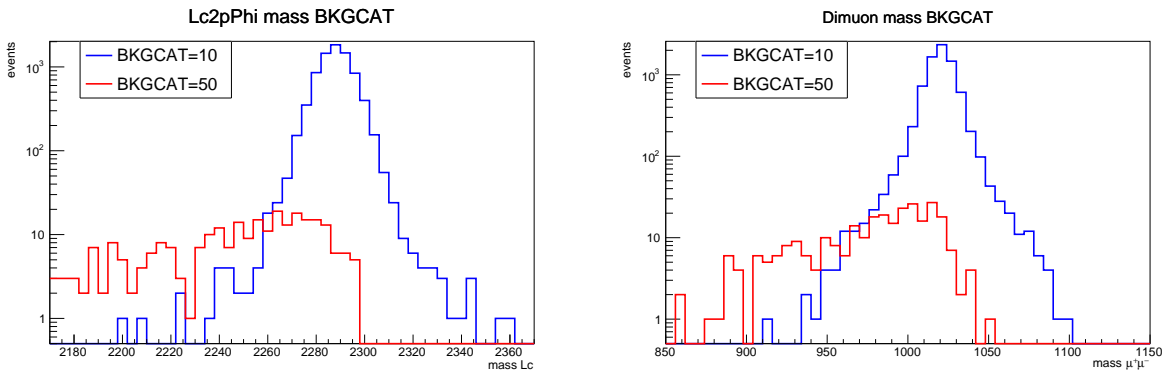 Lc2pPhi mass BKGCAT
events
BKGCAT=10
BKGCAT=50
10³
10²
10
1
2180 2200 2220 2240 2260 2280 2300 2320 2340 2360
mass Lc
Dimuon mass BKGCAT
events
BKGCAT=10
BKGCAT=50
10³
10²
10
1
850 900 950 1000 1050 1100 1150
mass μ⁺μ⁻